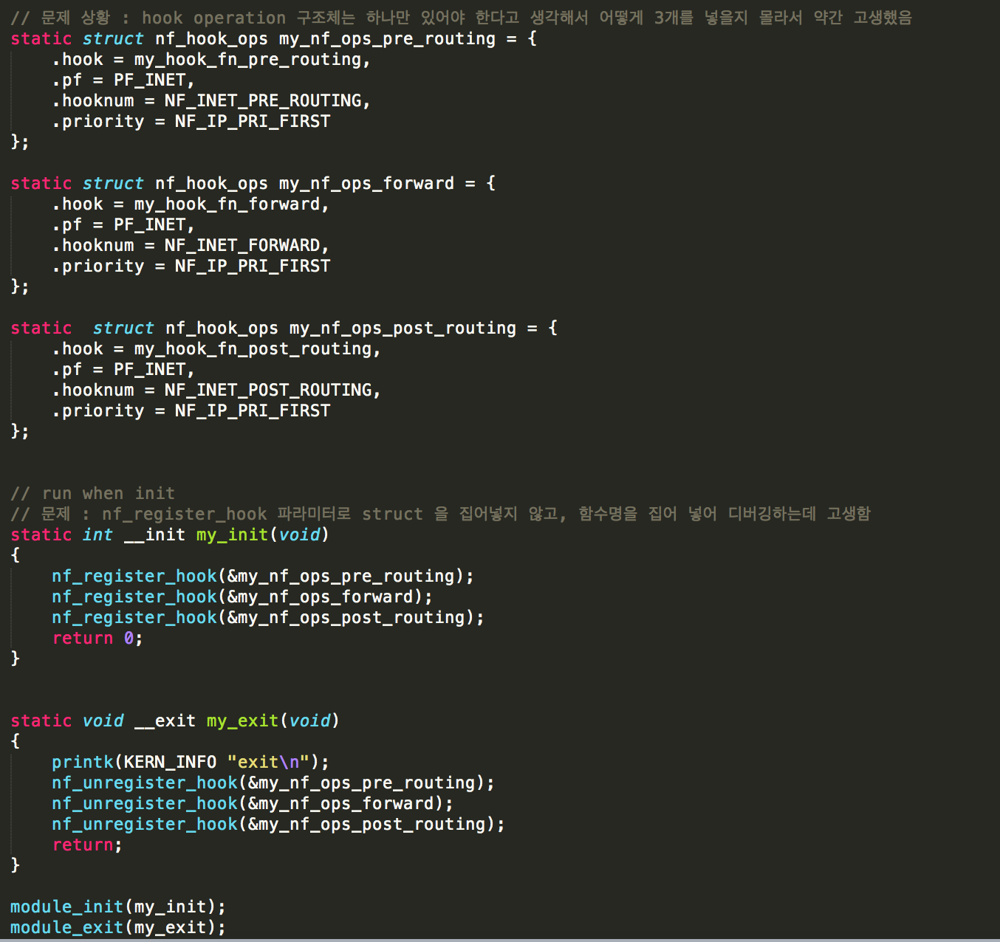 // 문제 상황 : hook operation 구조체는 하나만 있어야 한다고 생각해서 어떻게 3개를 넣을지 몰라서 약간 고생했음
static struct nf_hook_ops my_nf_ops_pre_routing = {
    .hook = my_hook_fn_pre_routing,
    .pf = PF_INET,
    .hooknum = NF_INET_PRE_ROUTING,
    .priority = NF_IP_PRI_FIRST
};

static struct nf_hook_ops my_nf_ops_forward = {
    .hook = my_hook_fn_forward,
    .pf = PF_INET,
    .hooknum = NF_INET_FORWARD,
    .priority = NF_IP_PRI_FIRST
};

static  struct nf_hook_ops my_nf_ops_post_routing = {
    .hook = my_hook_fn_post_routing,
    .pf = PF_INET,
    .hooknum = NF_INET_POST_ROUTING,
    .priority = NF_IP_PRI_FIRST
};


// run when init
// 문제 : nf_register_hook 파라미터로 struct 을 집어넣지 않고, 함수명을 집어 넣어 디버깅하는데 고생함
static int __init my_init(void)
{
    nf_register_hook(&my_nf_ops_pre_routing);
    nf_register_hook(&my_nf_ops_forward);
    nf_register_hook(&my_nf_ops_post_routing);
    return 0;
}


static void __exit my_exit(void)
{
    printk(KERN_INFO "exit\n");
    nf_unregister_hook(&my_nf_ops_pre_routing);
    nf_unregister_hook(&my_nf_ops_forward);
    nf_unregister_hook(&my_nf_ops_post_routing);
    return;
}

module_init(my_init);
module_exit(my_exit);